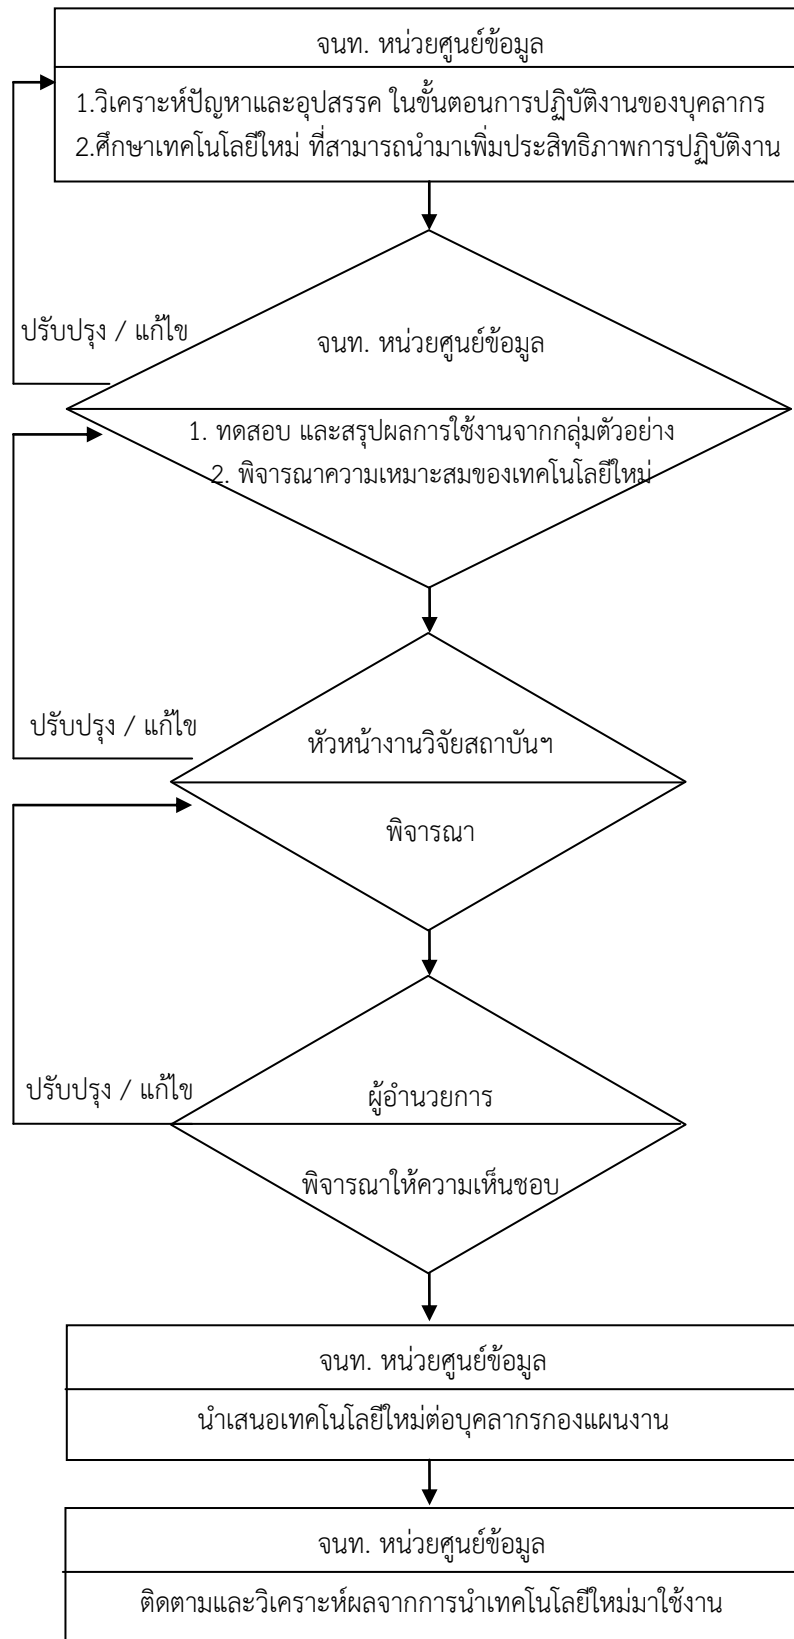 จนท. หน่วยศูนย์ข้อมูล
1.วิเคราะห์ปัญหาและอุปสรรค ในขั้นตอนการปฏิบัติงานของบุคลากร
2.ศึกษาเทคโนโลยีใหม่ ที่สามารถนำมาเพิ่มประสิทธิภาพการปฏิบัติงาน
ปรับปรุง / แก้ไข
จนท. หน่วยศูนย์ข้อมูล
1. ทดสอบ และสรุปผลการใช้งานจากกลุ่มตัวอย่าง
2. พิจารณาความเหมาะสมของเทคโนโลยีใหม่
ปรับปรุง / แก้ไข
หัวหน้างานวิจัยสถาบันฯ
พิจารณา
ปรับปรุง / แก้ไข
ผู้อำนวยการ
พิจารณาให้ความเห็นชอบ
จนท. หน่วยศูนย์ข้อมูล
นำเสนอเทคโนโลยีใหม่ต่อบุคลากรกองแผนงาน
จนท. หน่วยศูนย์ข้อมูล
ติดตามและวิเคราะห์ผลจากการนำเทคโนโลยีใหม่มาใช้งาน